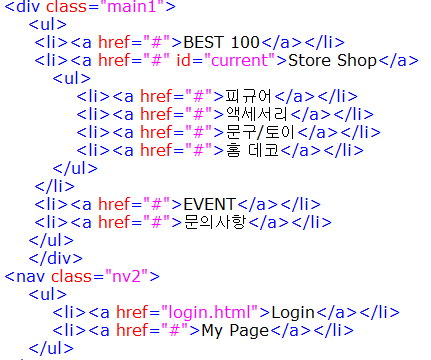 <div class="main1">
<ul>
<li><a href="#">BEST 100</a></li>
<li><a href="#" id="current">Store Shop</a>
<ul>
<li><a href="#">피규어</a></li>
<li><a href="#">액세서리</a></li>
<li><a href="#">문구/토이</a></li>
<li><a href="#">홈 데코</a></li>
</ul>
</li>
<li><a href="#">EVENT</a></li>
<li><a href="#">문의사항</a></li>
</ul>
</div>
<nav class="nv2">
<ul>
<li><a href="login.html">Login</a></li>
<li><a href="#">My Page</a></li>
</ul>